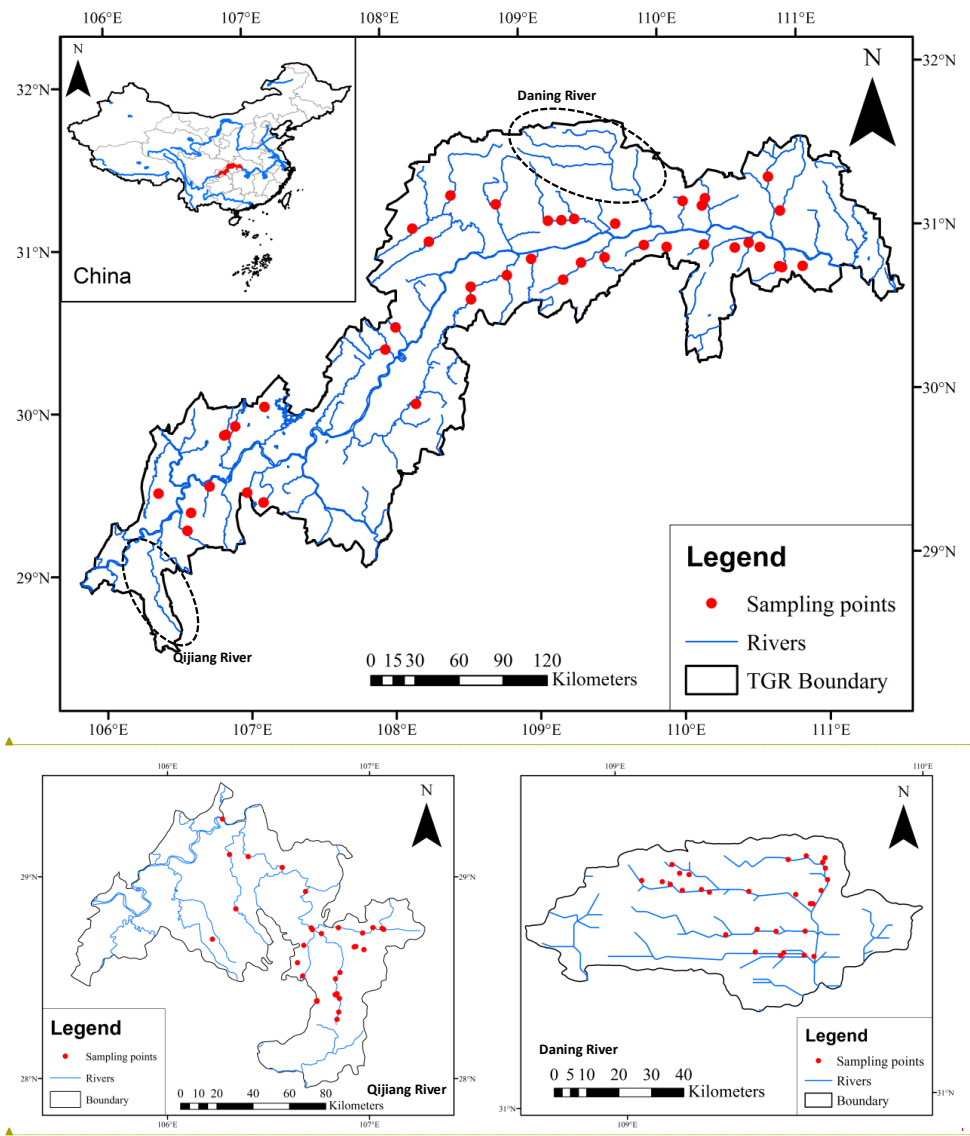 106°E 107°E 108°E 109°E 110°E 111°E
N
China
Daning River
N
32°N 32°N
31°N 31°N
30°N 30°N
29°N 29°N
Qijiang River
0 15 30 60 90 120
Kilometers
Legend
Sampling points
Rivers
TGR Boundary
106°E 107°E 108°E 109°E 110°E 111°E
106°E 107°E
N
29°N 29°N
28°N 28°N
Legend
Sampling points
Rivers
Boundary
0 10 20 40 60 80
Kilometers
Qijiang River
106°E 107°E
109°E 110°E
N
Daning River
0 5 10 20 30 40
Kilometers
Legend
Sampling points
Rivers
Boundary
31°N 31°N
109°E